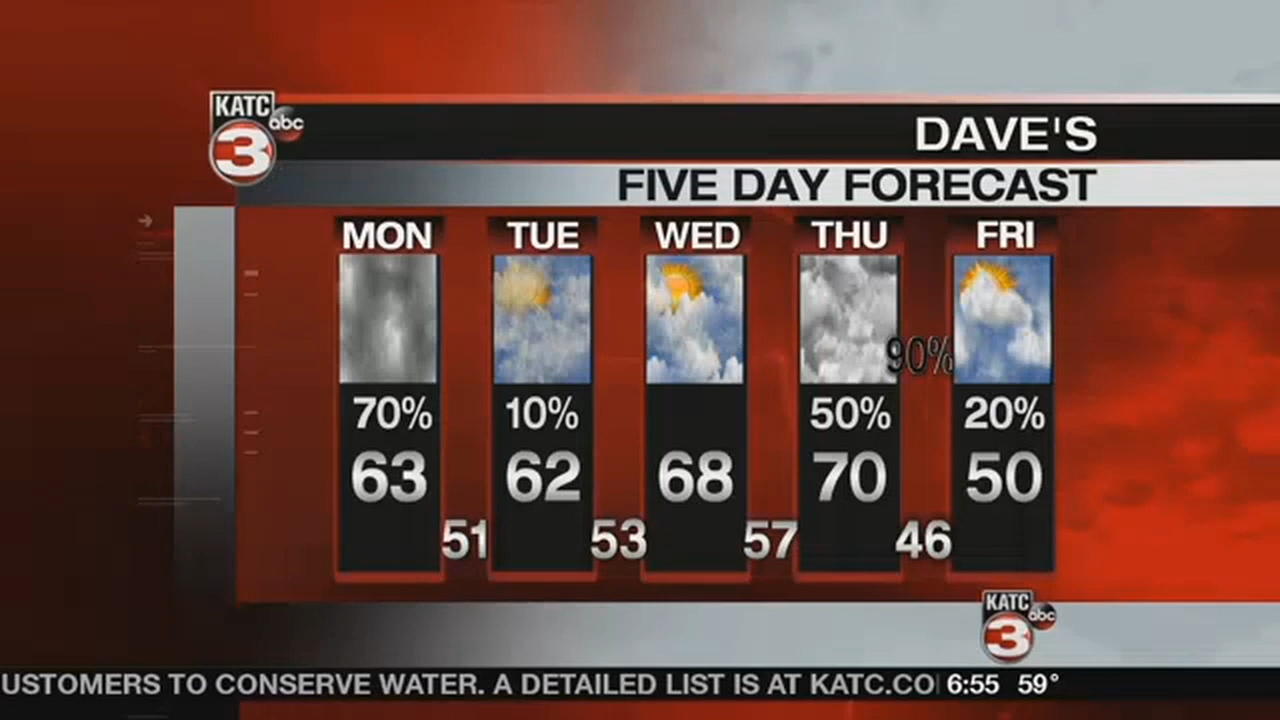 KATC
abc
3
DAVE'S
FIVE DAY FORECAST
MON TUE WED THU FRI
90%
70% 10% 50% 20%
63 62 68 70 50
51 53 57 46
KATC
abc
3
USTOMERS TO CONSERVE WATER. A DETAILED LIST IS AT KATC.CO 6:55 59°